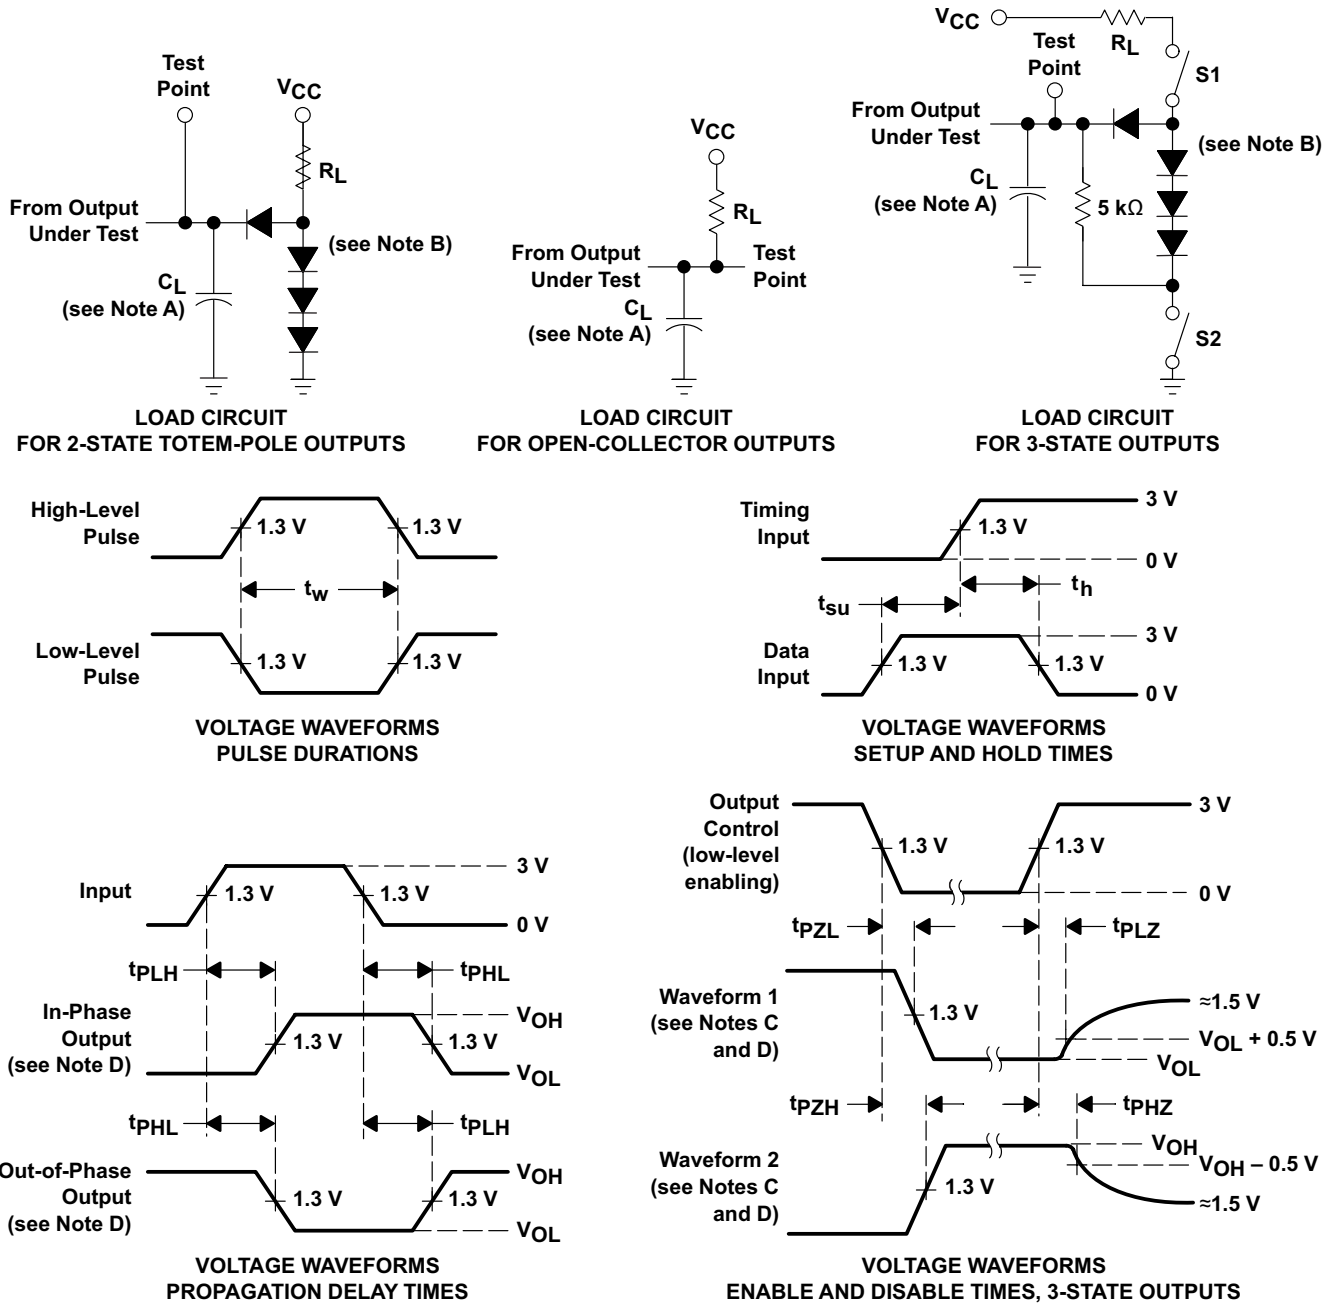 Test
Point
VCC
RL
From Output
Under Test
(see Note B)
CL
(see Note A)
LOAD CIRCUIT
FOR 2-STATE TOTEM-POLE OUTPUTS
VCC
RL
From Output
Under Test
Test
Point
CL
(see Note A)
LOAD CIRCUIT
FOR OPEN-COLLECTOR OUTPUTS
VCC
RL
Test
Point
S1
From Output
Under Test
(see Note B)
CL
(see Note A)
5 kΩ
S2
LOAD CIRCUIT
FOR 3-STATE OUTPUTS
High-Level
Pulse
1.3 V
1.3 V
tw
Low-Level
Pulse
1.3 V
1.3 V
VOLTAGE WAVEFORMS
PULSE DURATIONS
Timing
Input
1.3 V
3 V
0 V
th
tsu
Data
Input
1.3 V
1.3 V
3 V
0 V
VOLTAGE WAVEFORMS
SETUP AND HOLD TIMES
Input
1.3 V
1.3 V
3 V
0 V
tPLH
tPHL
In-Phase
Output
(see Note D)
1.3 V
1.3 V
VOH
VOL
tPHL
tPLH
Out-of-Phase
Output
(see Note D)
1.3 V
1.3 V
VOH
VOL
VOLTAGE WAVEFORMS
PROPAGATION DELAY TIMES
Output
Control
(low-level
enabling)
1.3 V
1.3 V
3 V
0 V
tPZL
tPLZ
Waveform 1
(see Notes C
and D)
1.3 V
≈1.5 V
VOL + 0.5 V
VOL
tPZH
tPHZ
Waveform 2
(see Notes C
and D)
1.3 V
VOH
VOH – 0.5 V
≈1.5 V
VOLTAGE WAVEFORMS
ENABLE AND DISABLE TIMES, 3-STATE OUTPUTS